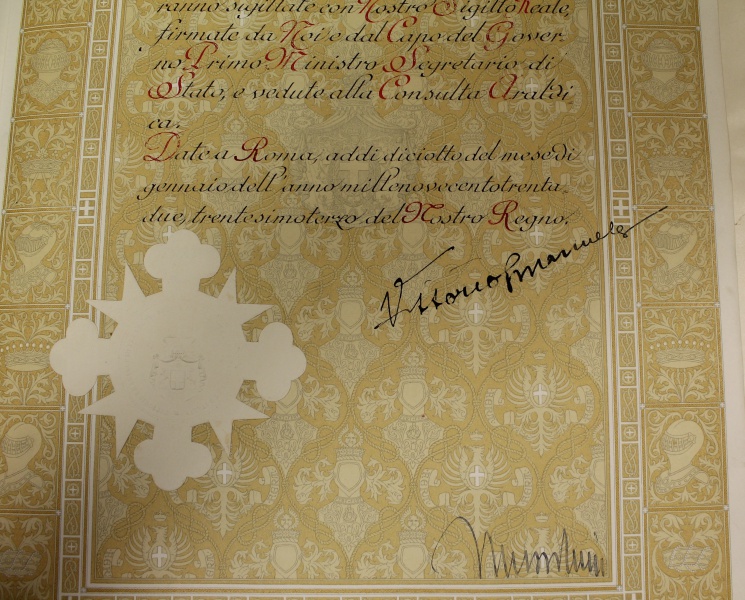 ranno sigillate con Nostro Sigillo Reale,
firmate da Noi e dal Capo del Gover
no Primo Ministro Segretario di
Stato, e vedute alla Consulta Araldi
ca.
Date a Roma, addi diciotto del mese di
gennaio dell'anno millenovecentotrenta
due, trentesimoterzo del Nostro Regno.
Vittorio Emanuele
Mussolini